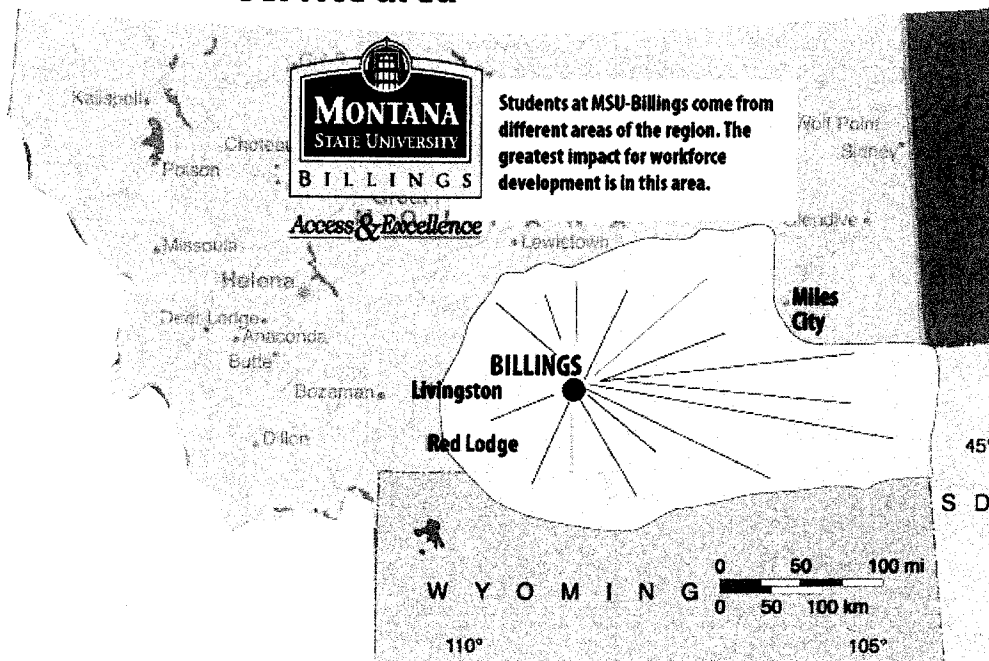 MONTANA
STATE UNIVERSITY
BILLINGS
Access & Excellence
Students at MSU-Billings come from
different areas of the region. The
greatest impact for workforce
development is in this area.
Kalispell
Choteau
Polson
Wolf Point
Sidney
Glendive
Missoula
Lewistown
Helena
Miles
City
Deer Lodge
Anaconda
Butte
BILLINGS
Bozeman
Livingston
Dillon
Red Lodge
45°
S D
0 50 100 mi
WYOMING
0 50 100 km
110°
105°